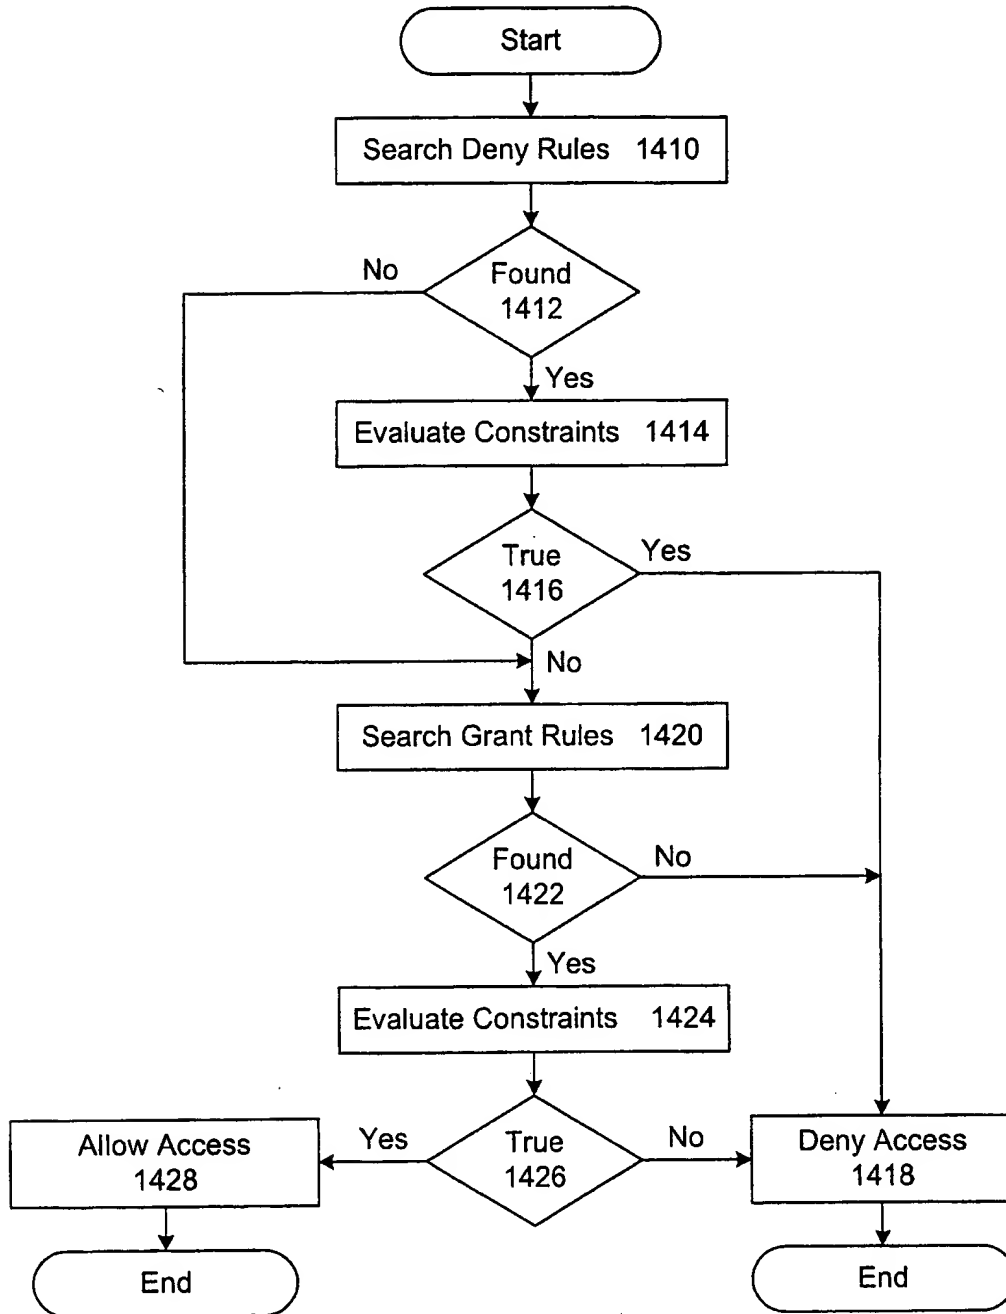 Start
Search Deny Rules 1410
No
Found
1412
Yes
Evaluate Constraints 1414
True
1416
Yes
No
Search Grant Rules 1420
Found
1422
No
Yes
Evaluate Constraints 1424
Allow Access
1428
Yes
True
1426
No
Deny Access
1418
End
End